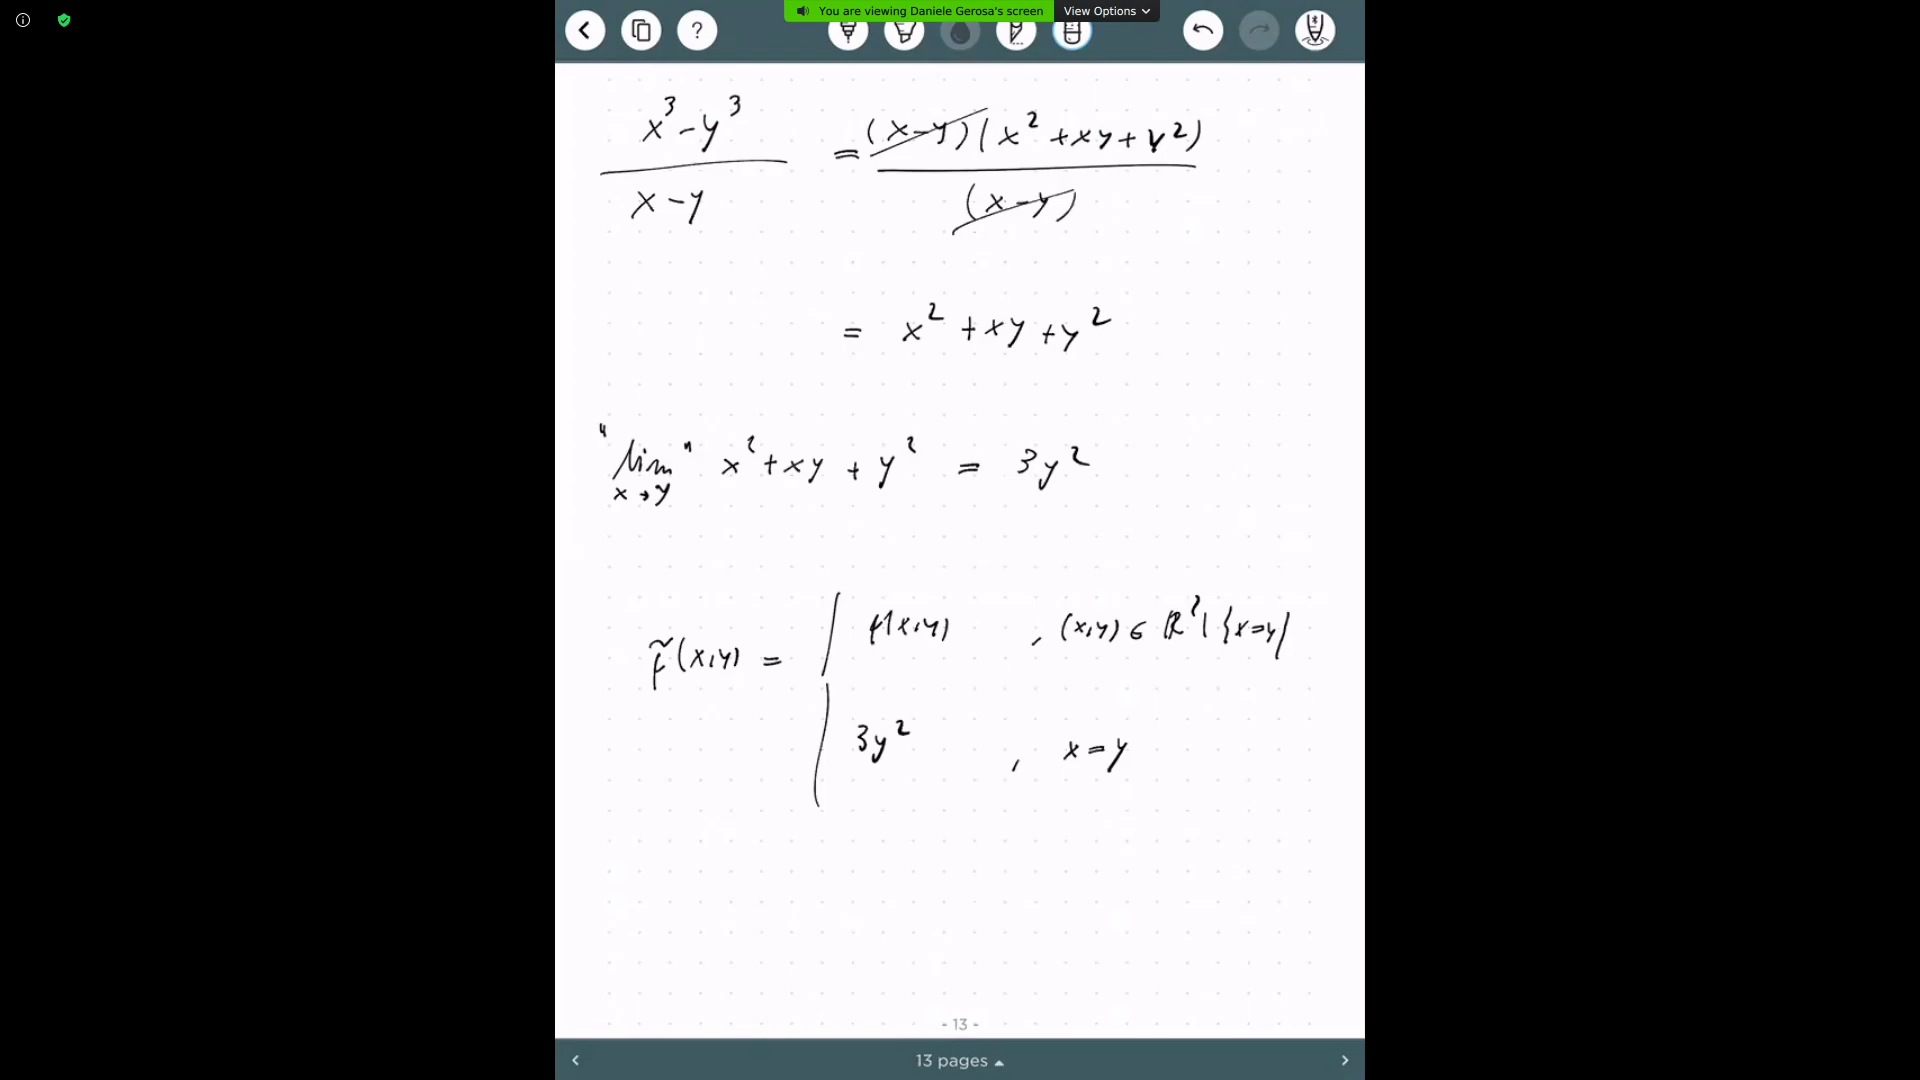 You are viewing Daniele Gerosa's screen View Options
?
x³-y³ / x-y = (x-y)(x²+xy+y²) / (x-y)
= x²+xy+y²
"lim" x→y x²+xy+y² = 3y²
f̃(x,y) = { f(x,y) , (x,y) ∈ ℝ² \ {x=y}
3y² , x=y
- 13 -
13 pages